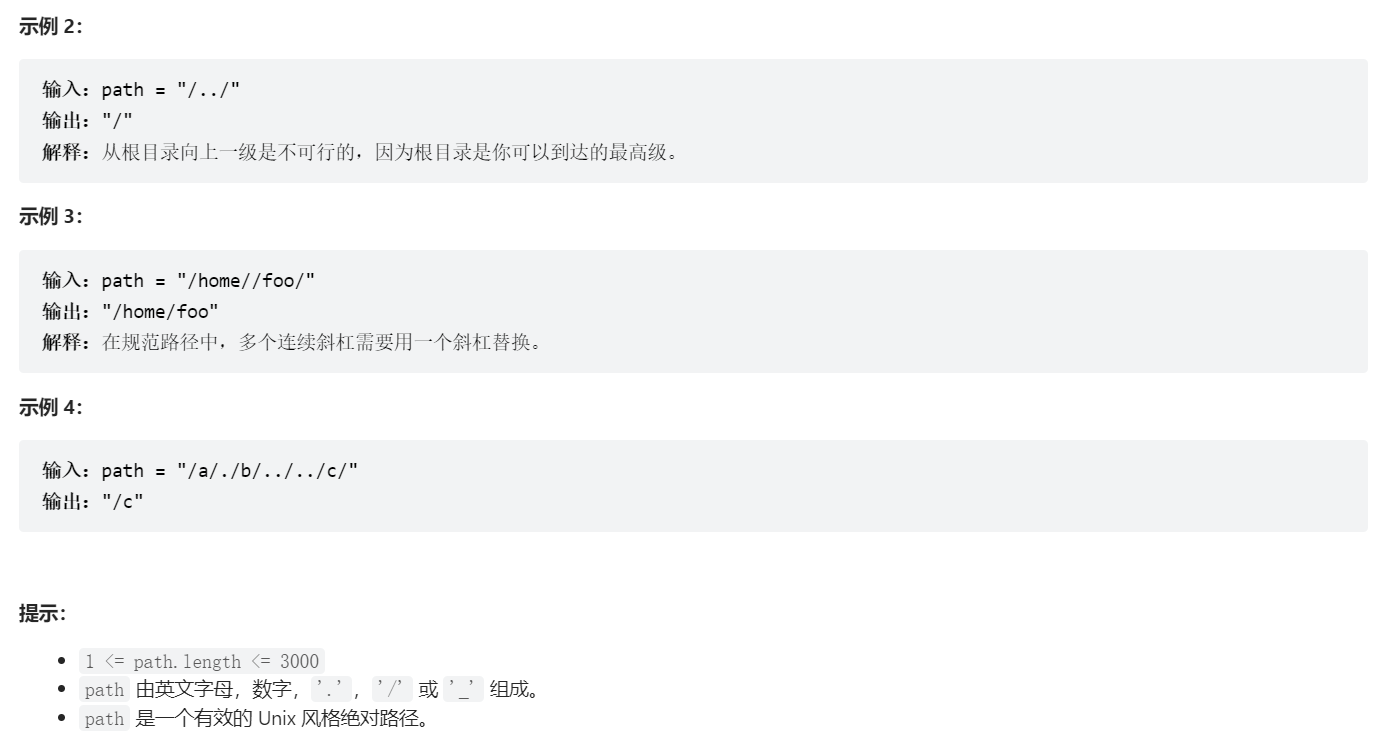 示例 2：
输入：path = "/../"
输出："/"
解释：从根目录向上一级是不可行的，因为根目录是你可以到达的最高级。
示例 3：
输入：path = "/home//foo/"
输出："/home/foo"
解释：在规范路径中，多个连续斜杠需要用一个斜杠替换。
示例 4：
输入：path = "/a/./b/../../c/"
输出："/c"
提示：
• 1 <= path.length <= 3000
• path 由英文字母，数字，'.'，'/' 或 '_' 组成。
• path 是一个有效的 Unix 风格绝对路径。